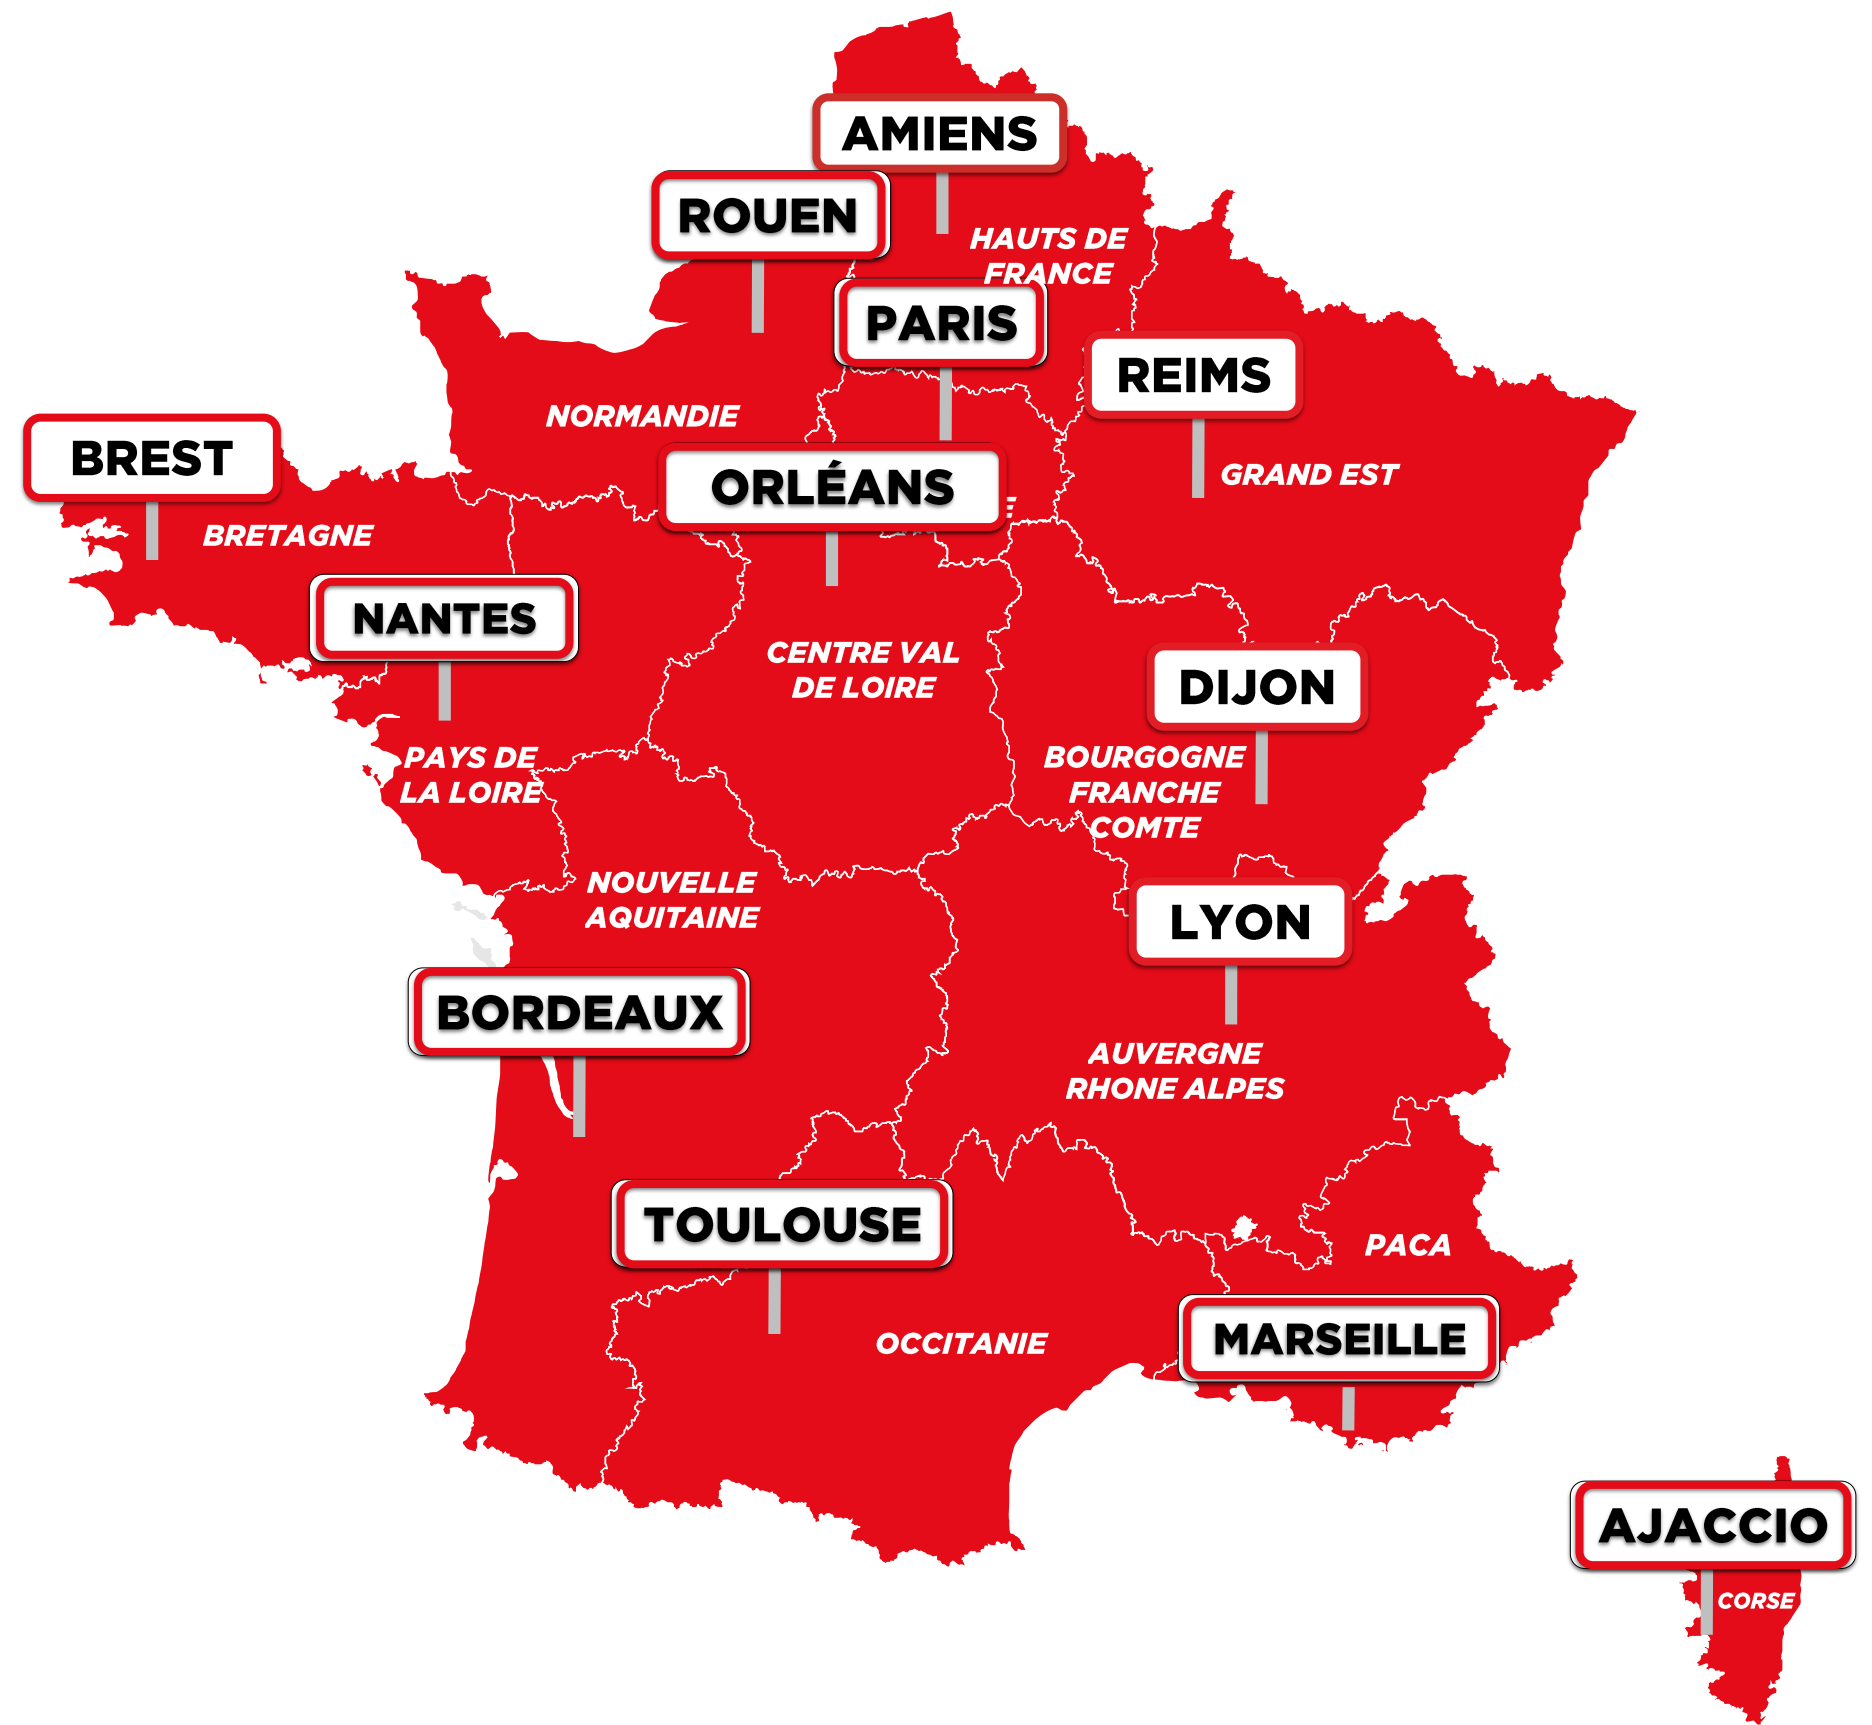 AMIENS
ROUEN
HAUTS DE
FRANCE
PARIS
REIMS
NORMANDIE
BREST
GRAND EST
ORLÉANS
BRETAGNE
NANTES
CENTRE VAL
DE LOIRE
DIJON
PAYS DE
LA LOIRE
BOURGOGNE
FRANCHE
COMTE
NOUVELLE
AQUITAINE
LYON
BORDEAUX
AUVERGNE
RHONE ALPES
TOULOUSE
PACA
OCCITANIE
MARSEILLE
AJACCIO
CORSE